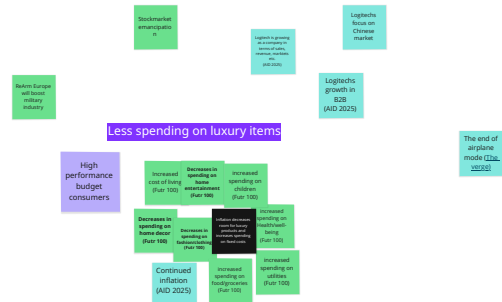 Stockmarket
emancipatio
n
Logitech is growing
as a company in
terms of sales,
revenue, markets
etc.
(AID 2025)
Logitechs
focus on
Chinese
market
ReArm Europe
will boost
military
industry
Logitechs
growth in
B2B
(AID 2025)
Less spending on luxury items
The end of
airplane
mode (The
verge)
High
performance
budget
consumers
Increased
cost of living
(Futr 100)
Decreases in
spending on
home
entertainment
(Futr 100)
increased
spending on
children
(Futr 100)
Decreases in
spending on
home decor
(Futr 100)
Decreases in
spending on
fashion/clothing
(Futr 100)
Inflation decreases
room for luxury
products and
increases spending
on fixed costs
increased
spending on
Health/well-
being
(Futr 100)
Continued
inflation
(AID 2025)
increased
spending on
food/groceries
(Futr 100)
increased
spending on
utilities
(Futr 100)